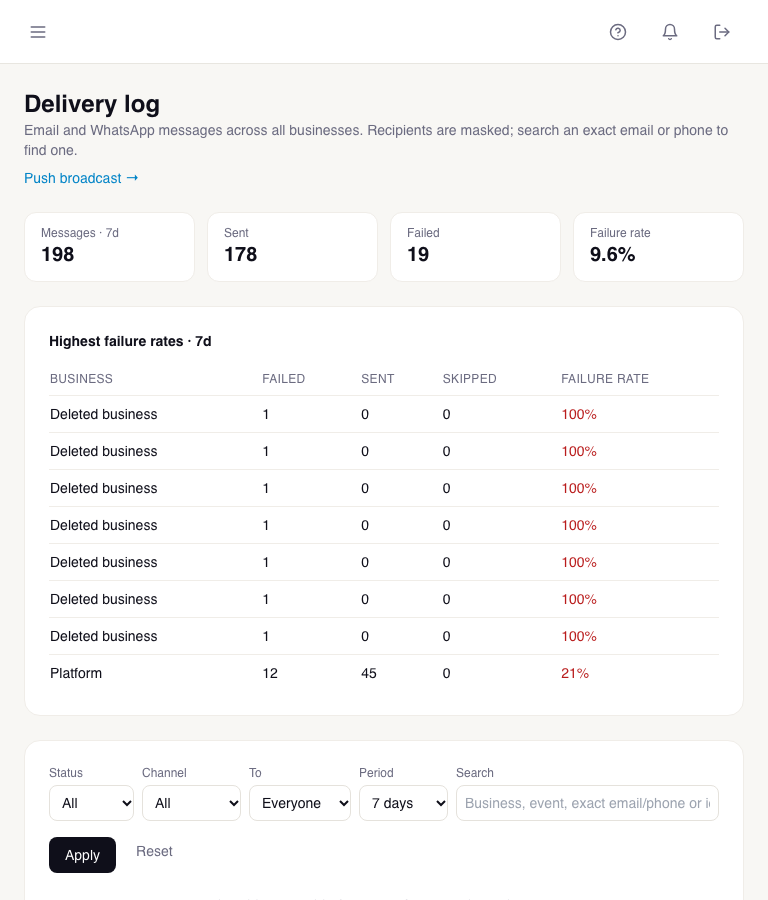 Delivery log
Email and WhatsApp messages across all businesses. Recipients are masked; search an exact email or phone to
find one.
Push broadcast →
Messages · 7d
198
Sent
178
Failed
19
Failure rate
9.6%
Highest failure rates · 7d
BUSINESS FAILED SENT SKIPPED FAILURE RATE
Deleted business 1 0 0 100%
Deleted business 1 0 0 100%
Deleted business 1 0 0 100%
Deleted business 1 0 0 100%
Deleted business 1 0 0 100%
Deleted business 1 0 0 100%
Deleted business 1 0 0 100%
Platform 12 45 0 21%
Status Channel To Period Search
All All Everyone 7 days Business, event, exact email/phone or
Apply Reset